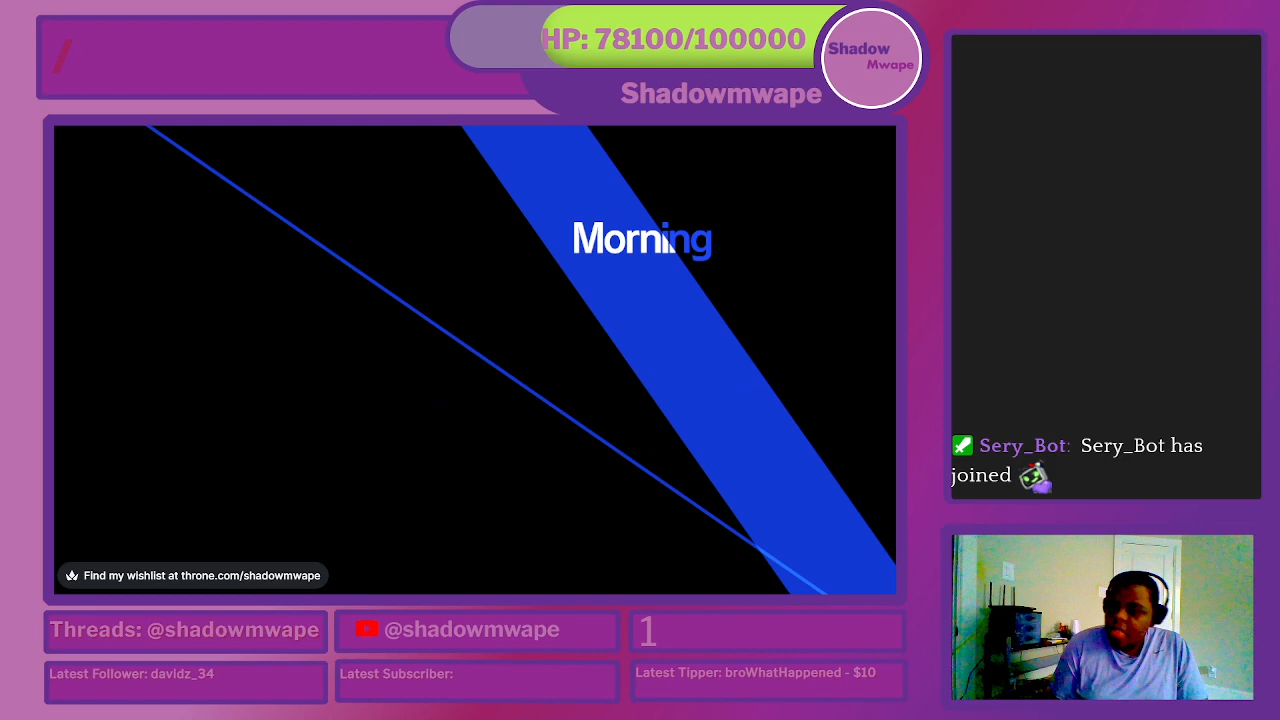 /
HP: 78100/100000
Shadow
Mwape
Shadowmwape
Morning
Sery_Bot: Sery_Bot has
joined
Find my wishlist at throne.com/shadowmwape
Threads: @shadowmwape
@shadowmwape
1
Latest Follower: davidz_34
Latest Subscriber:
Latest Tipper: broWhatHappened - $10